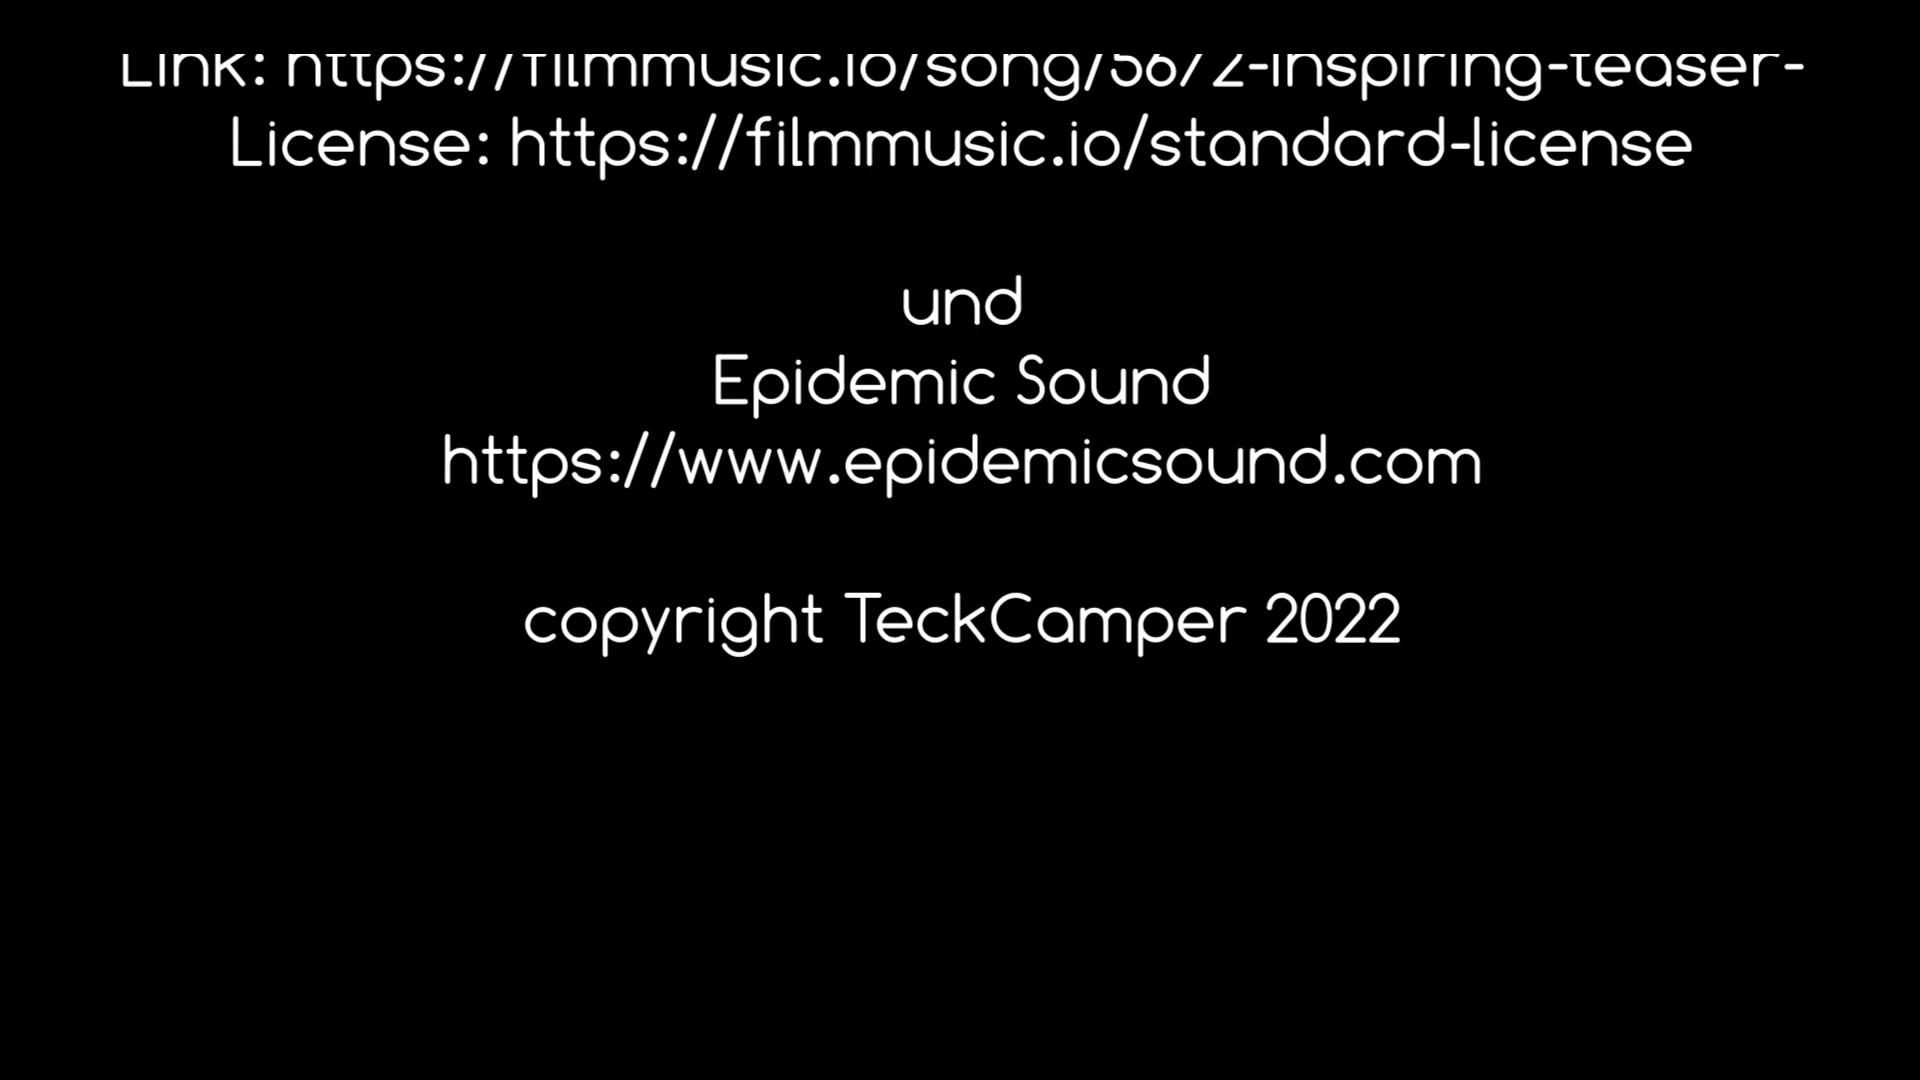 Link: https://filmmusic.io/song/5672-inspiring-teaser-
License: https://filmmusic.io/standard-license
und
Epidemic Sound
https://www.epidemicsound.com
copyright TeckCamper 2022